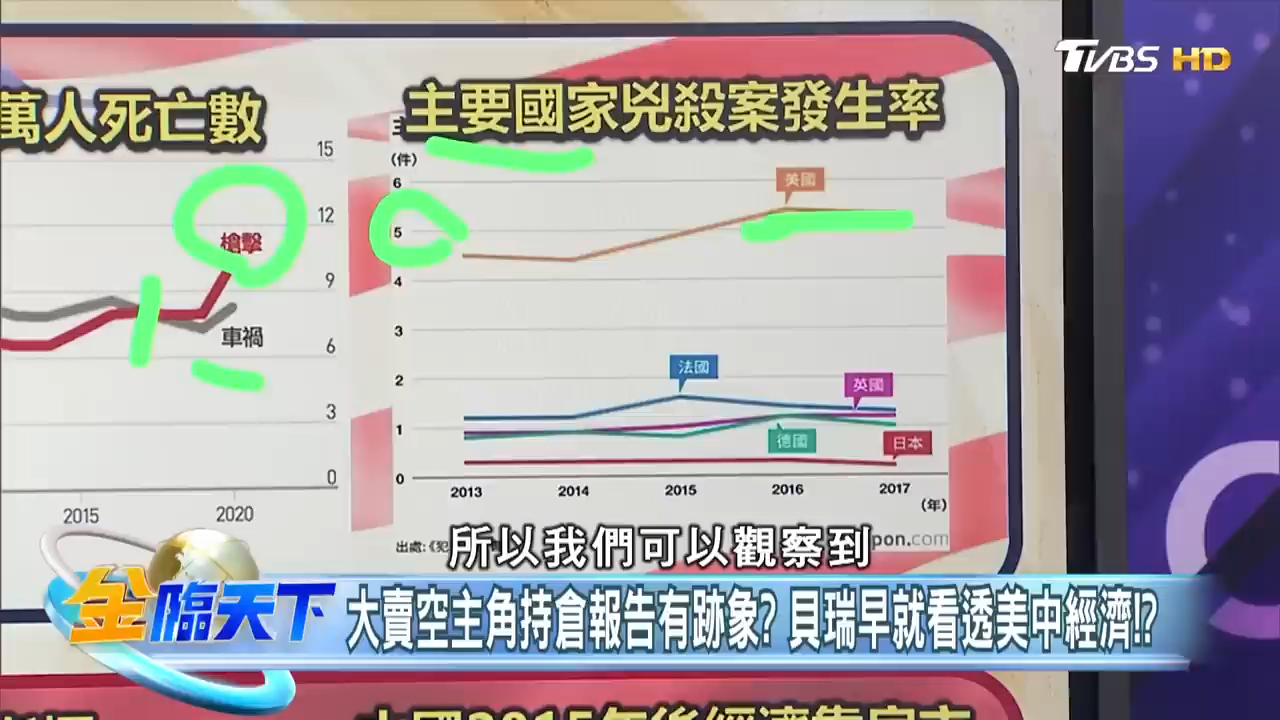 TVBS HD
萬人死亡數
15
12
9
6
3
0
槍擊
車禍
2015
2020
主要國家兇殺案發生率
(件)
6
5
4
3
2
1
0
美國
法國
英國
德國
日本
2013
2014
2015
2016
2017
(年)
出處:《犯
pon.com
所以我們可以觀察到
金臨天下
大賣空主角持倉報告有跡象? 貝瑞早就看透美中經濟!?